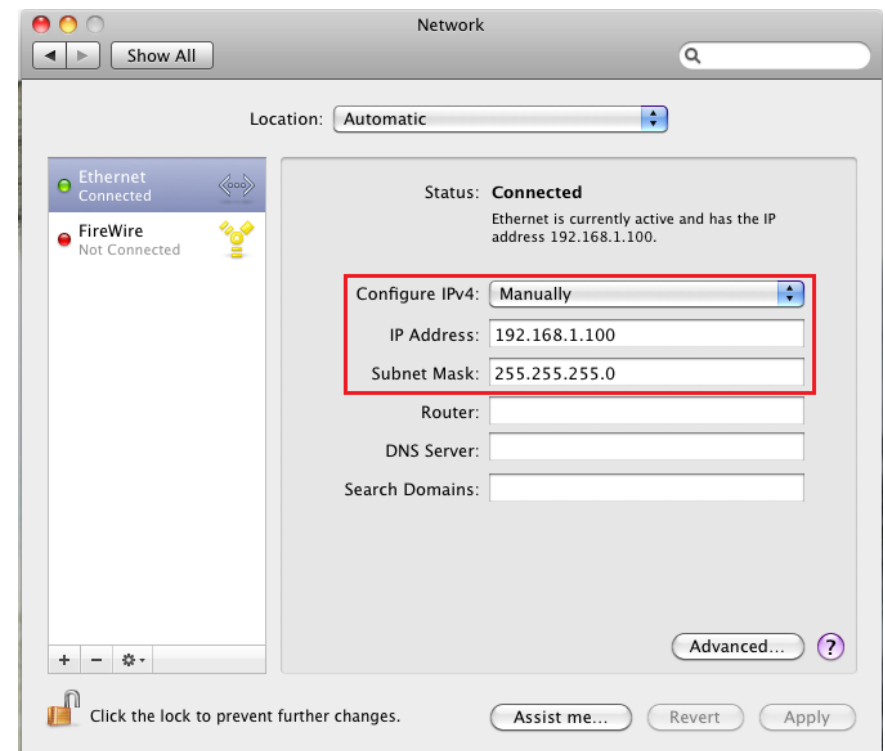 Network
Show All
Location: Automatic
Ethernet
Connected
FireWire
Not Connected
Status: Connected
Ethernet is currently active and has the IP
address 192.168.1.100.
Configure IPv4: Manually
IP Address: 192.168.1.100
Subnet Mask: 255.255.255.0
Router:
DNS Server:
Search Domains:
Advanced... ?
Click the lock to prevent further changes.
Assist me... Revert Apply